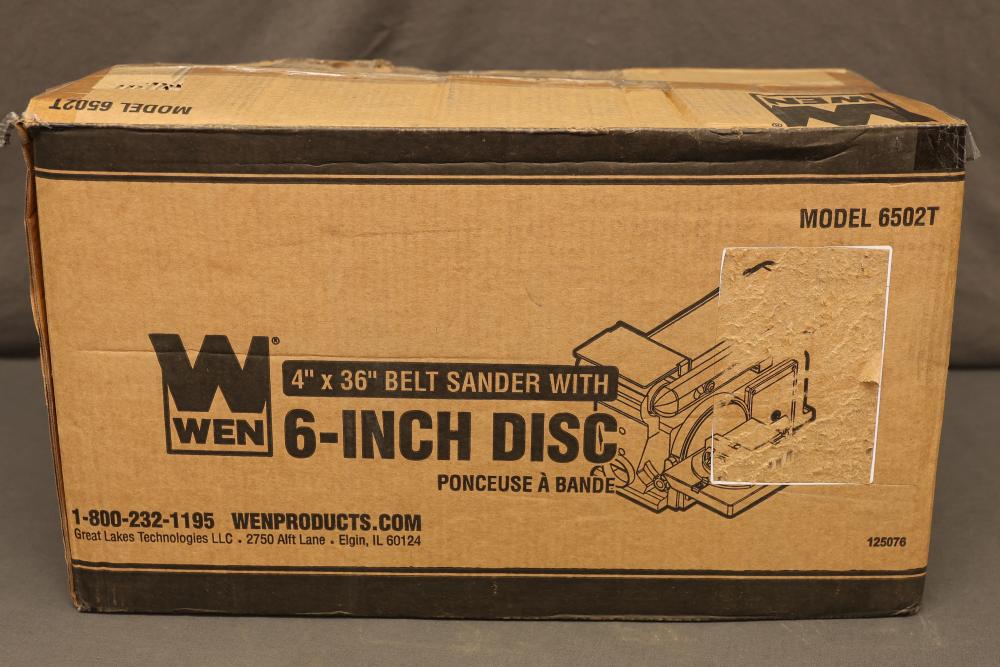 MODEL 6502T
WEN
®
MODEL 6502T
WEN
®
4" x 36" BELT SANDER WITH
6-INCH DISC
PONCEUSE À BANDE
1-800-232-1195 WENPRODUCTS.COM
Great Lakes Technologies LLC • 2750 Alft Lane • Elgin, IL 60124
125076